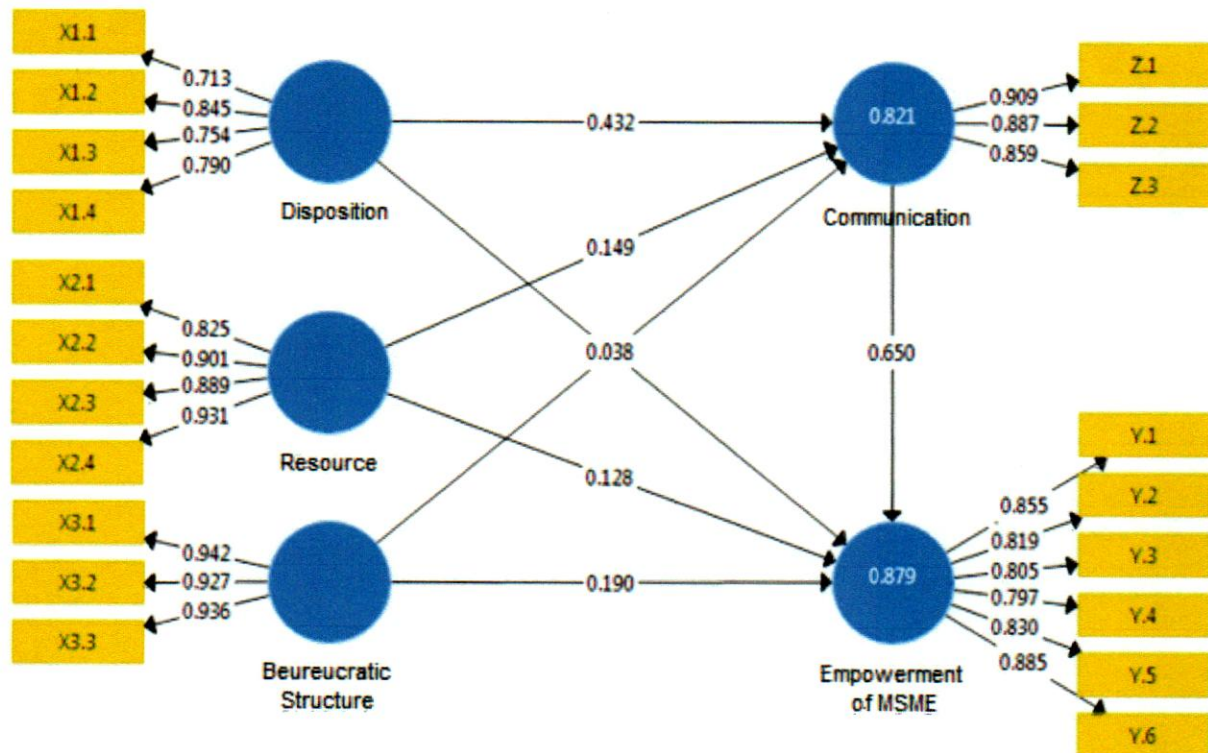 X1.1
X1.2
X1.3
X1.4
0.713
0.845
0.754
0.790
Disposition
X2.1
X2.2
X2.3
X2.4
0.825
0.901
0.889
0.931
Resource
X3.1
X3.2
X3.3
0.942
0.927
0.936
Beureucratic
Structure
0.432
0.149
0.038
0.128
0.190
0.821
Communication
0.650
0.909
0.887
0.859
Z.1
Z.2
Z.3
0.879
Empowerment
of MSME
0.855
0.819
0.805
0.797
0.830
0.885
Y.1
Y.2
Y.3
Y.4
Y.5
Y.6